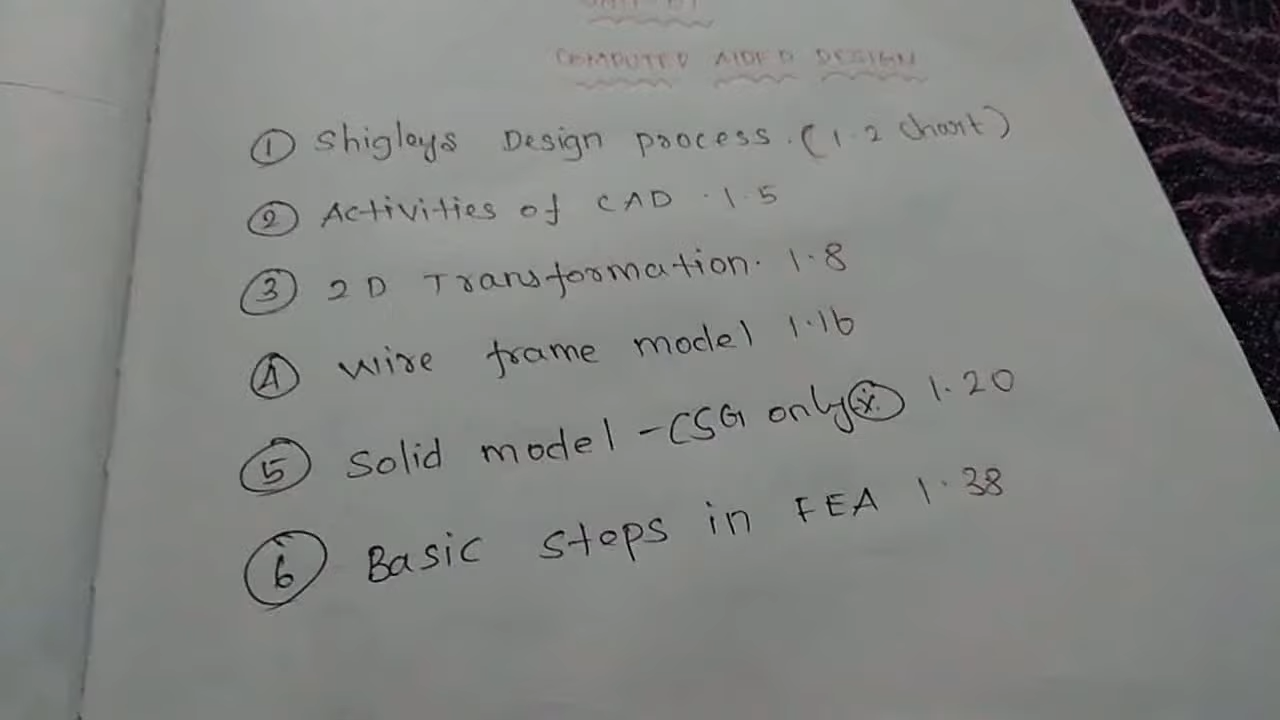 COMPUTED AIDED DESIGN
① Shigleys Design process. (1.2 chart)
② Activities of CAD . 1.5
③ 2D Transformation. 1.8
④ wire frame model 1.16
⑤ Solid model - CSG only 1.20
⑥ Basic steps in FEA 1.38